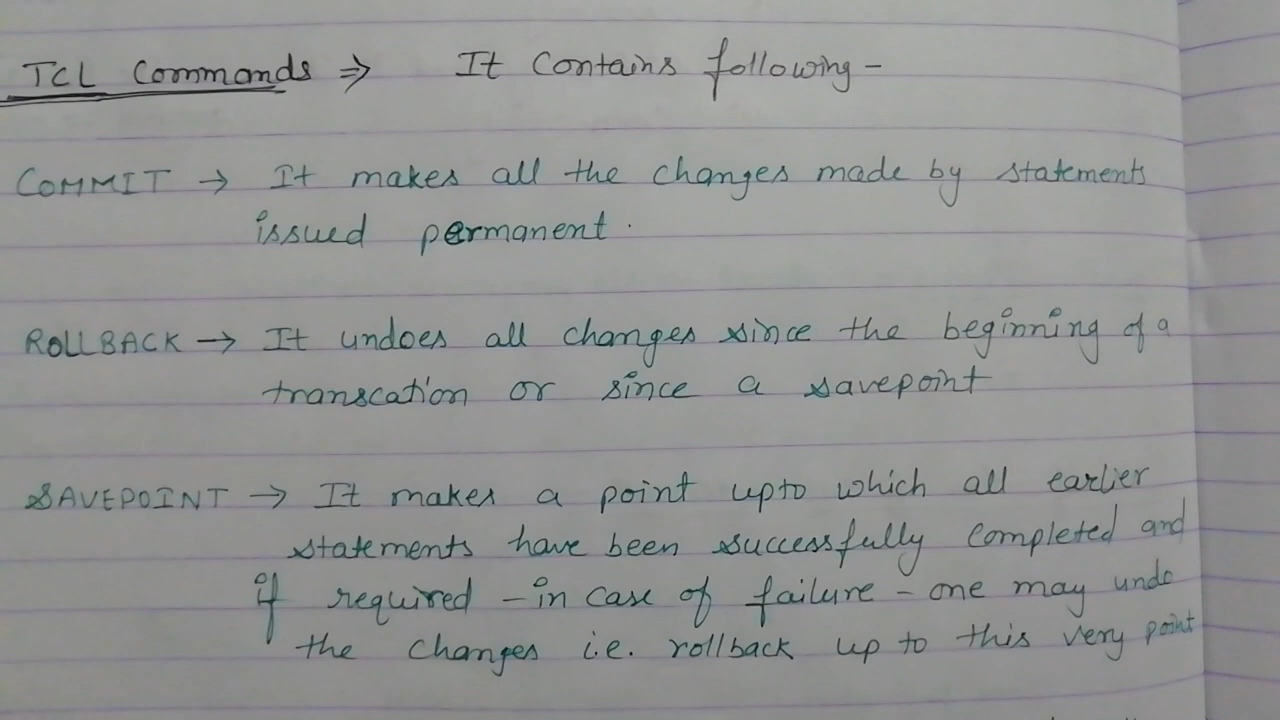 TCL Commands ⇒ It Contains following -
COMMIT → It makes all the changes made by statements
issued permanent.
ROLLBACK → It undoes all changes since the beginning of a
transcation or since a savepoint
SAVEPOINT → It makes a point upto which all earlier
statements have been successfully completed and
if required - in case of failure - one may undo
the changes i.e. rollback up to this very point